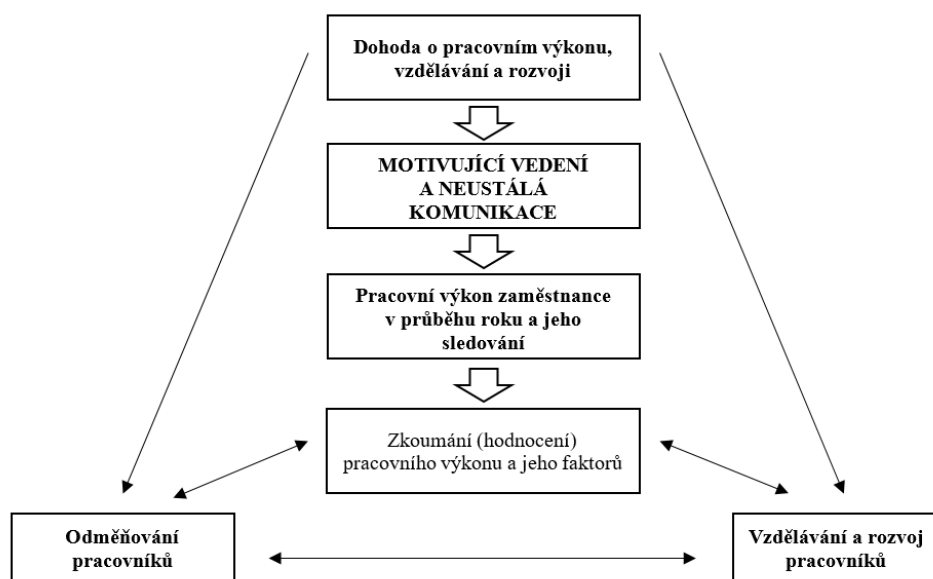 Dohoda o pracovním výkonu,
vzdělávání a rozvoji
MOTIVUJÍCÍ VEDENÍ
A NEUSTÁLÁ
KOMUNIKACE
Pracovní výkon zaměstnance
v průběhu roku a jeho
sledování
Zkoumání (hodnocení)
pracovního výkonu a jeho faktorů
Odměňování
pracovníků
Vzdělávání a rozvoj
pracovníků